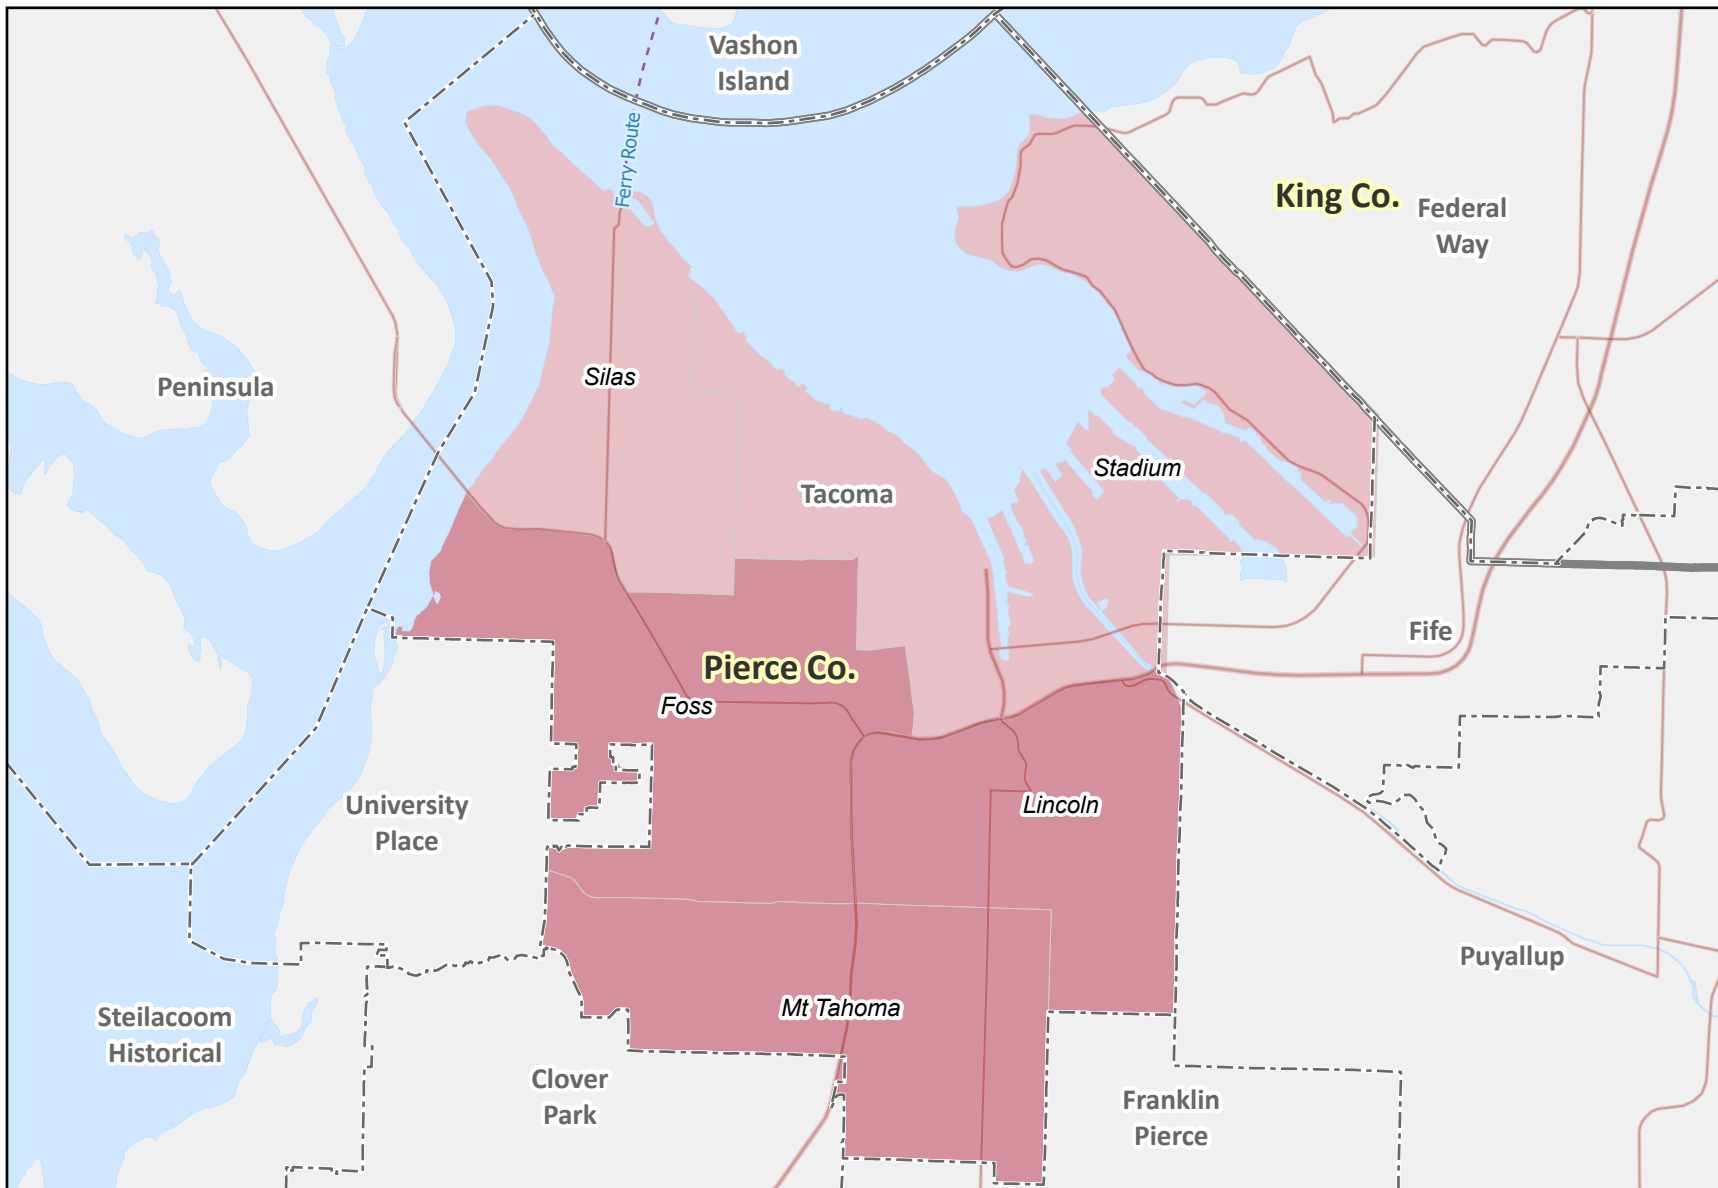 Vashon
Island
Ferry Route
King Co.
Federal
Way
Peninsula
Silas
Stadium
Tacoma
Fife
Pierce Co.
Foss
University
Place
Lincoln
Puyallup
Mt Tahoma
Steilacoom
Historical
Clover
Park
Franklin
Pierce